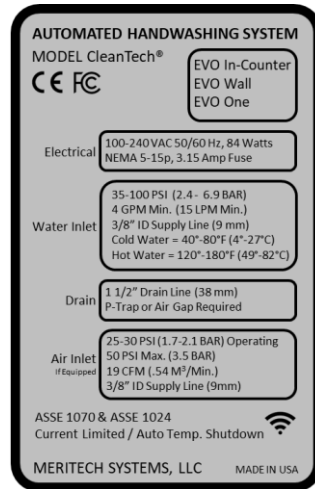 AUTOMATED HANDWASHING SYSTEM
MODEL CleanTech®
CE FC
EVO In-Counter
EVO Wall
EVO One
Electrical
100-240 VAC 50/60 Hz, 84 Watts
NEMA 5-15p, 3.15 Amp Fuse
Water Inlet
35-100 PSI (2.4 - 6.9 BAR)
4 GPM Min. (15 LPM Min.)
3/8" ID Supply Line (9 mm)
Cold Water = 40°-80°F (4°-27°C)
Hot Water = 120°-180°F (49°-82°C)
Drain
1 1/2" Drain Line (38 mm)
P-Trap or Air Gap Required
Air Inlet
If Equipped
25-30 PSI (1.7-2.1 BAR) Operating
50 PSI Max. (3.5 BAR)
19 CFM (.54 M³/Min.)
3/8" ID Supply Line (9mm)
ASSE 1070 & ASSE 1024
Current Limited / Auto Temp. Shutdown
MERITECH SYSTEMS, LLC MADE IN USA